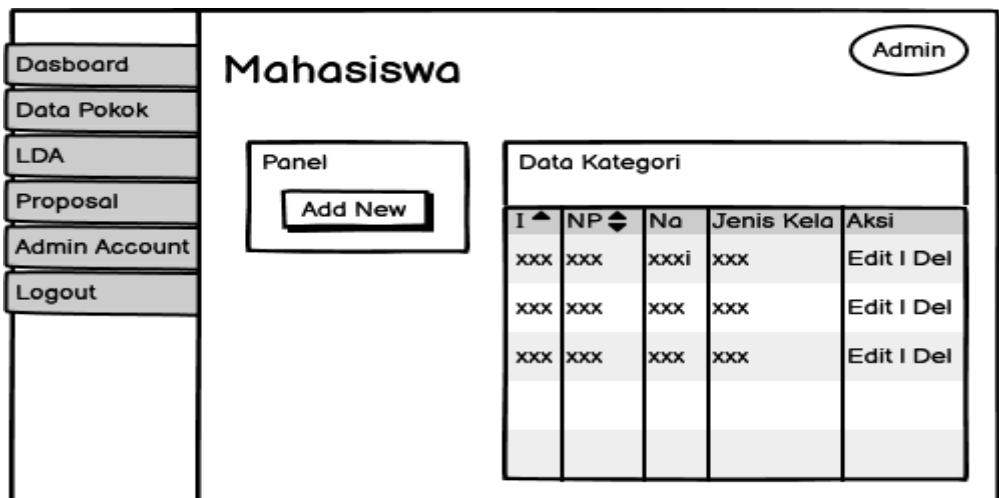 Dasboard
Data Pokok
LDA
Proposal
Admin Account
Logout
Mahasiswa
Admin
Panel
Add New
Data Kategori
I NP Na Jenis Kela Aksi
xxx xxx xxxi xxx Edit I Del
xxx xxx xxx xxx Edit I Del
xxx xxx xxx xxx Edit I Del